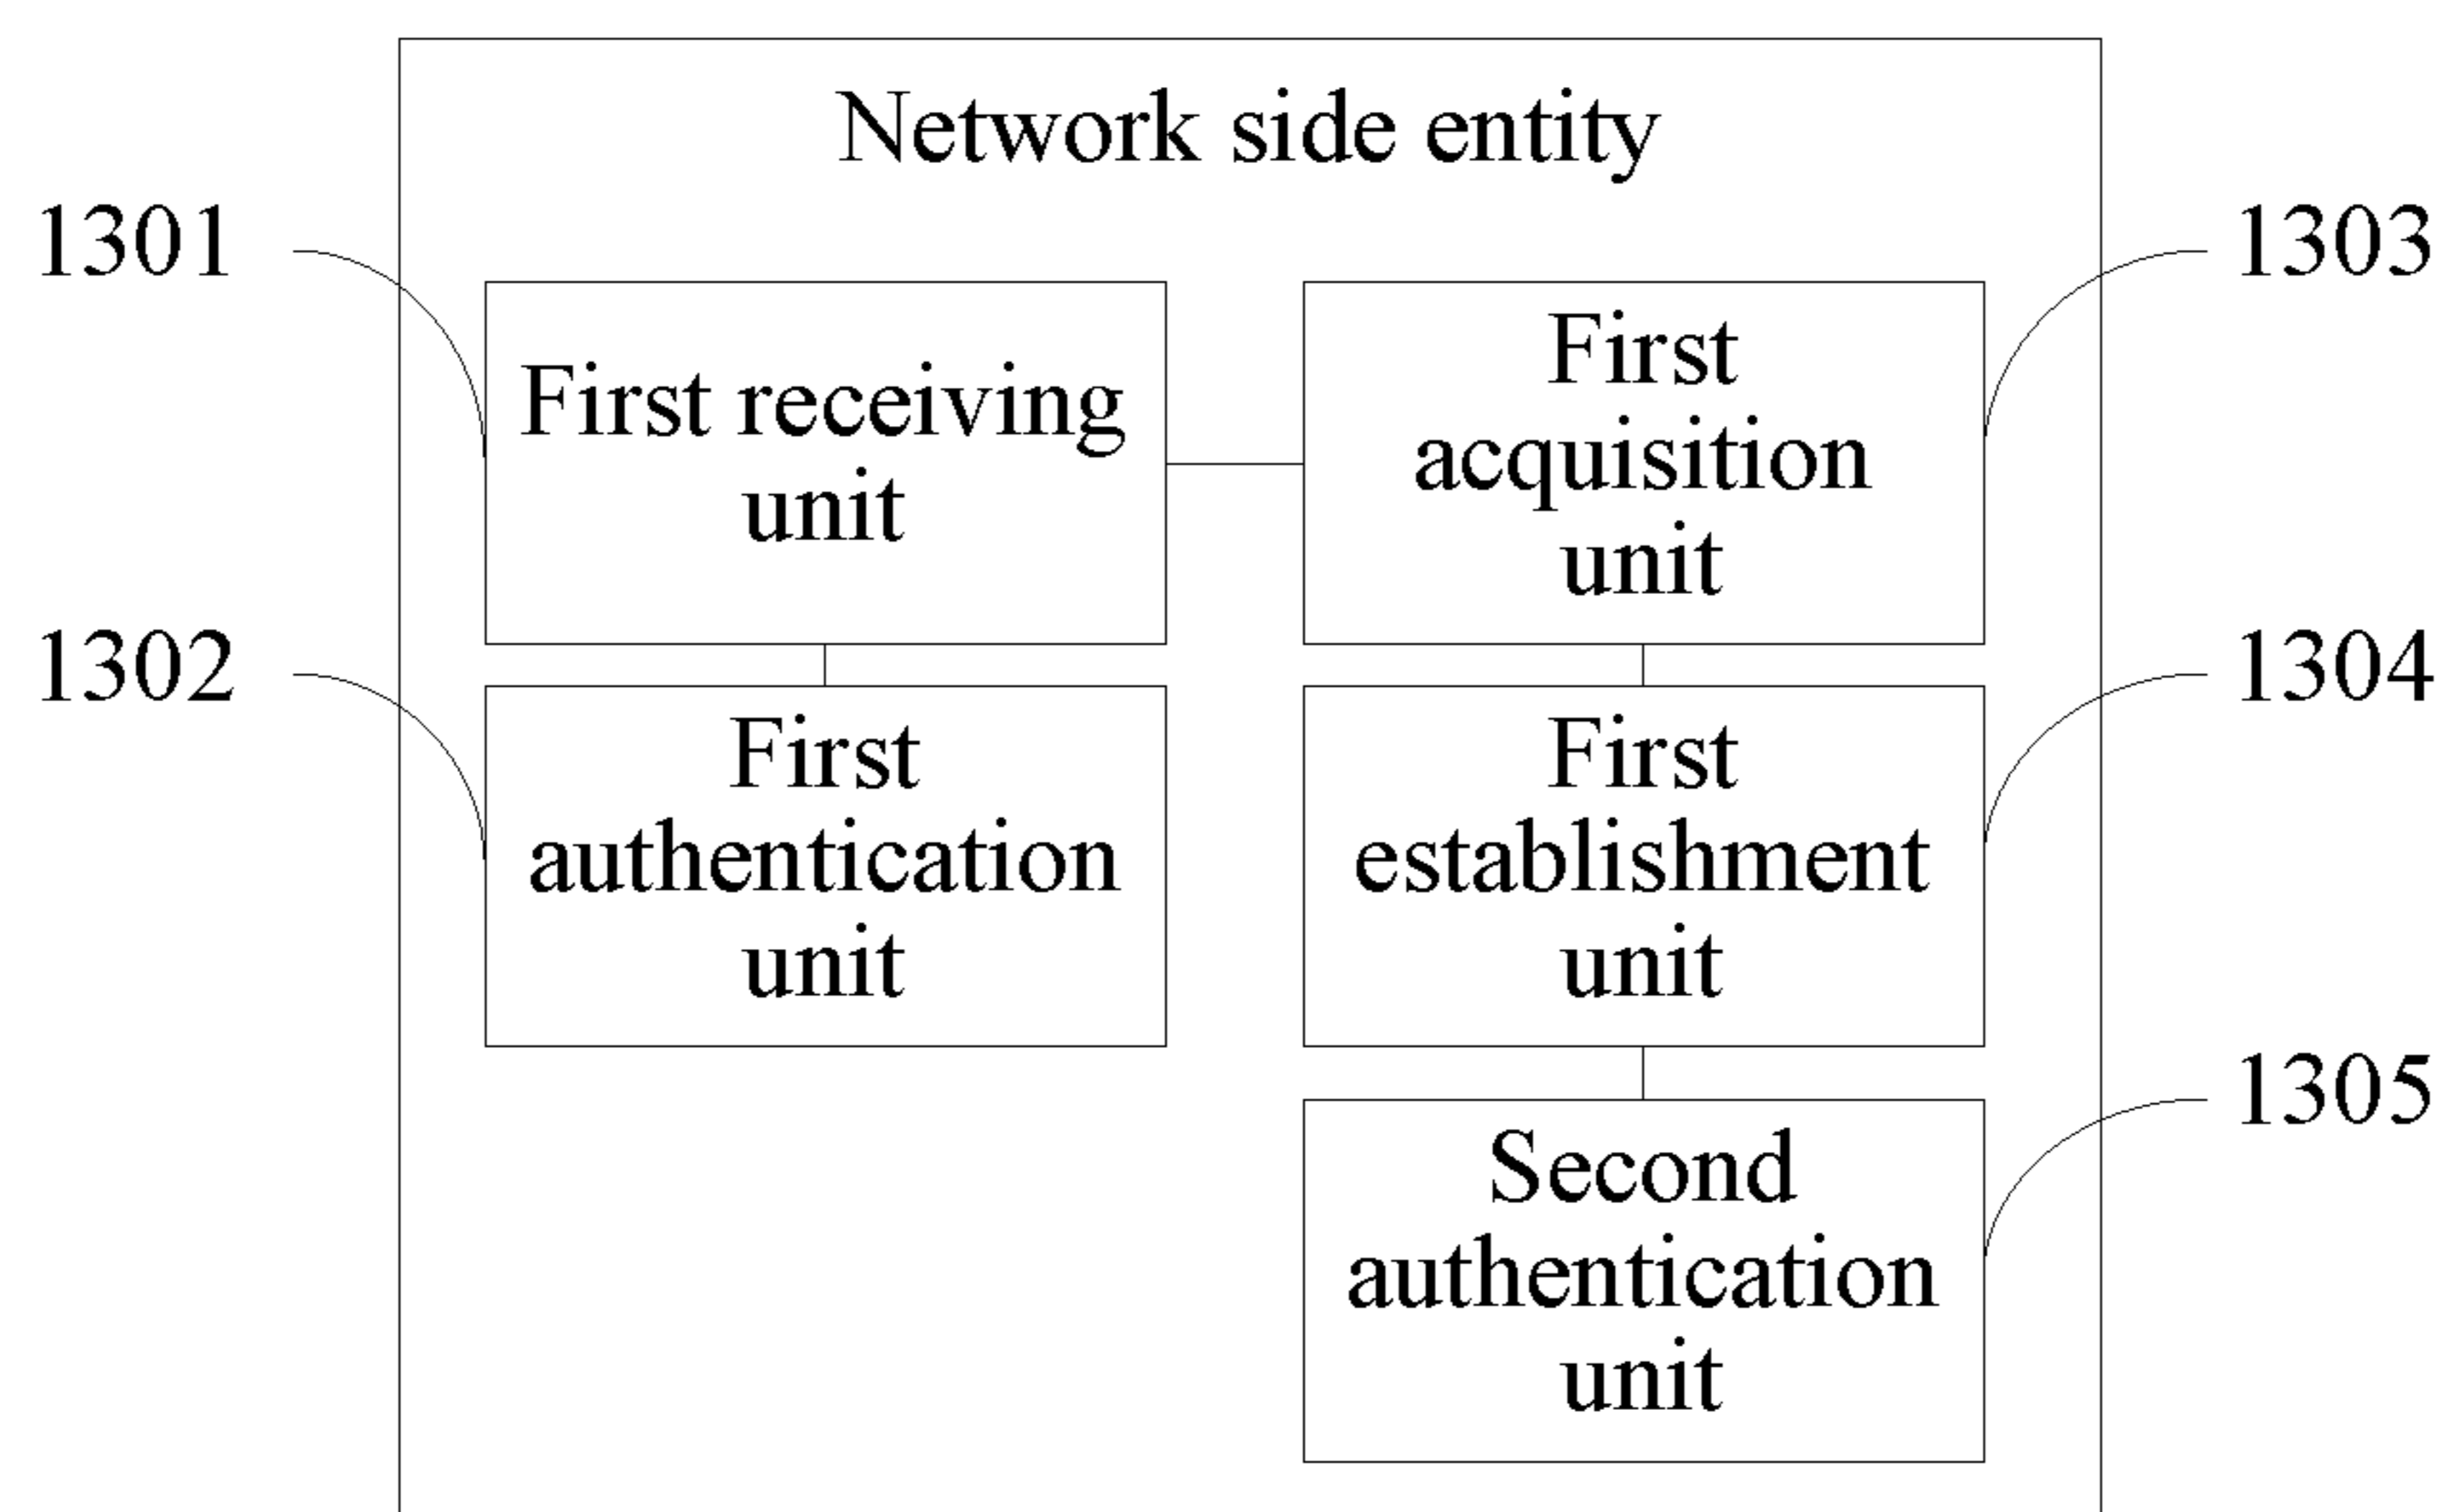 Network side entity
1301
First receiving
unit
1303
First
acquisition
unit
1302
First
authentication
unit
1304
First
establishment
unit
1305
Second
authentication
unit